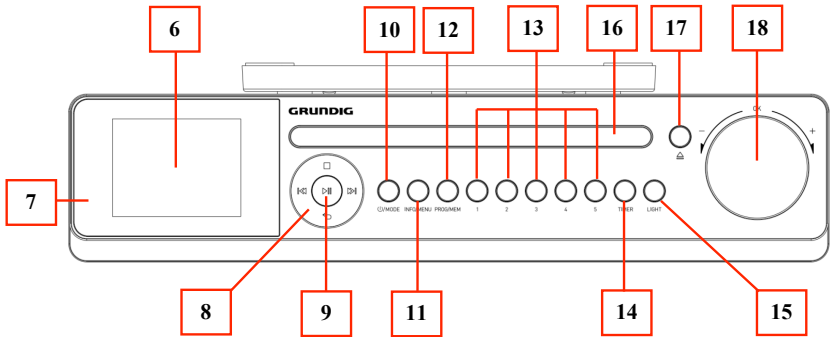 6 10 12 13 16 17 18
OK
GRUNDIG
− +
7
⏻/MODE INFO/MENU PROG/MEM 1 2 3 4 5 TIMER LIGHT
8 9 11 14 15